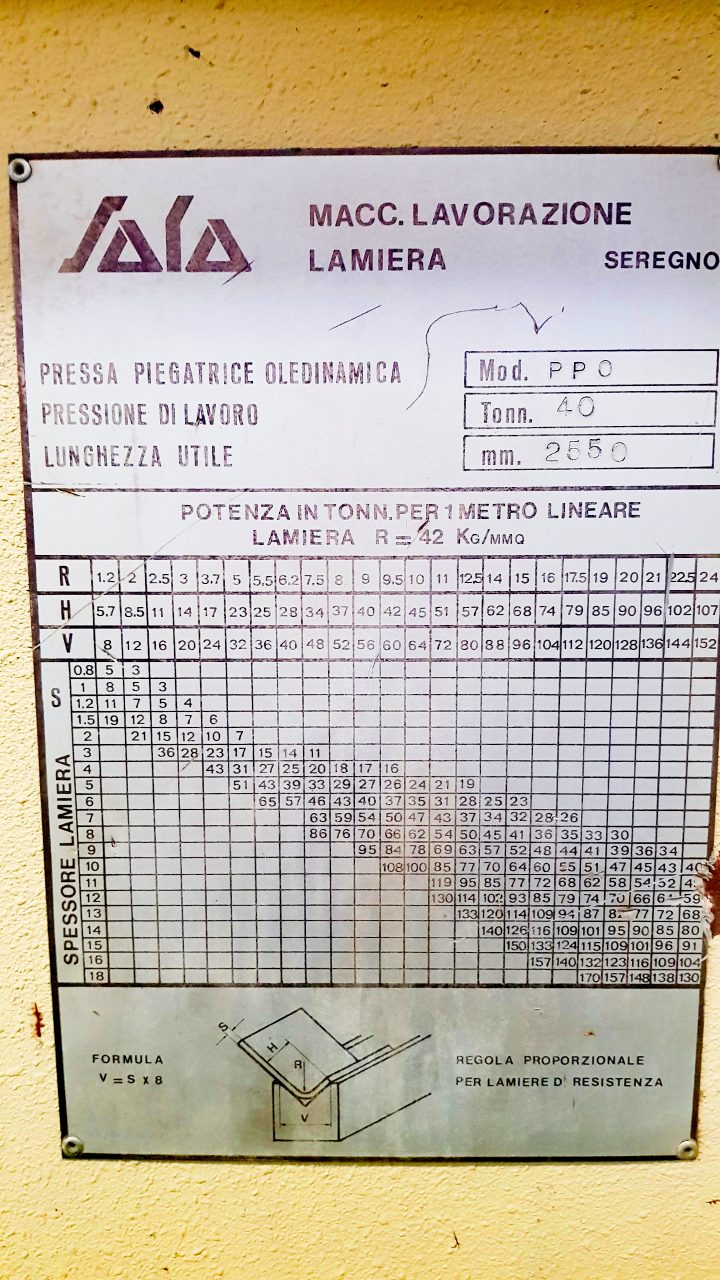 Sala
MACC. LAVORAZIONE
LAMIERA SEREGNO
PRESSA PIEGATRICE OLEDINAMICA Mod. PPO
PRESSIONE DI LAVORO Tonn. 40
LUNGHEZZA UTILE mm. 2550
POTENZA IN TONN. PER 1 METRO LINEARE
LAMIERA R = 42 KG/MMQ
R 1.2 2 2.5 3 3.7 5 5.5 6.2 7.5 8 9 9.5 10 11 12.5 14 15 16 17.5 19 20 21 22.5 24
H 5.7 8.5 11 14 17 23 25 28 34 37 40 42 45 51 57 62 68 74 79 85 90 96 102 107
V 8 12 16 20 24 32 36 40 48 52 56 60 64 72 80 88 96 104 112 120 128 136 144 152
S SPESSORE LAMIERA
0.8 5 3
1 8 5 3
1.2 11 7 5 4
1.5 19 12 8 7 6
2 21 15 12 10 7
3 36 28 23 17 15 14 11
4 43 31 27 25 20 18 17 16
5 51 43 39 33 29 27 26 24 21 19
6 65 57 46 43 40 37 35 31 28 25 23
7 63 59 54 50 47 43 37 34 32 28 26
8 86 76 70 66 62 54 50 45 41 36 35 33 30
9 95 84 78 69 63 57 52 48 44 41 39 36 34
10 108 100 85 77 70 64 60 55 51 47 45 43 40
11 119 95 85 77 72 68 62 58 54 52
12 130 114 102 93 85 79 74 70 66 59
13 133 120 114 109 94 87 77 72 68
14 140 126 116 109 101 95 90 85 80
15 150 133 124 115 109 101 96 91
16 157 140 132 123 116 109 104
18 170 157 148 138 130
FORMULA
V = S x 8
S
H
R
V
REGOLA PROPORZIONALE
PER LAMIERE D' RESISTENZA